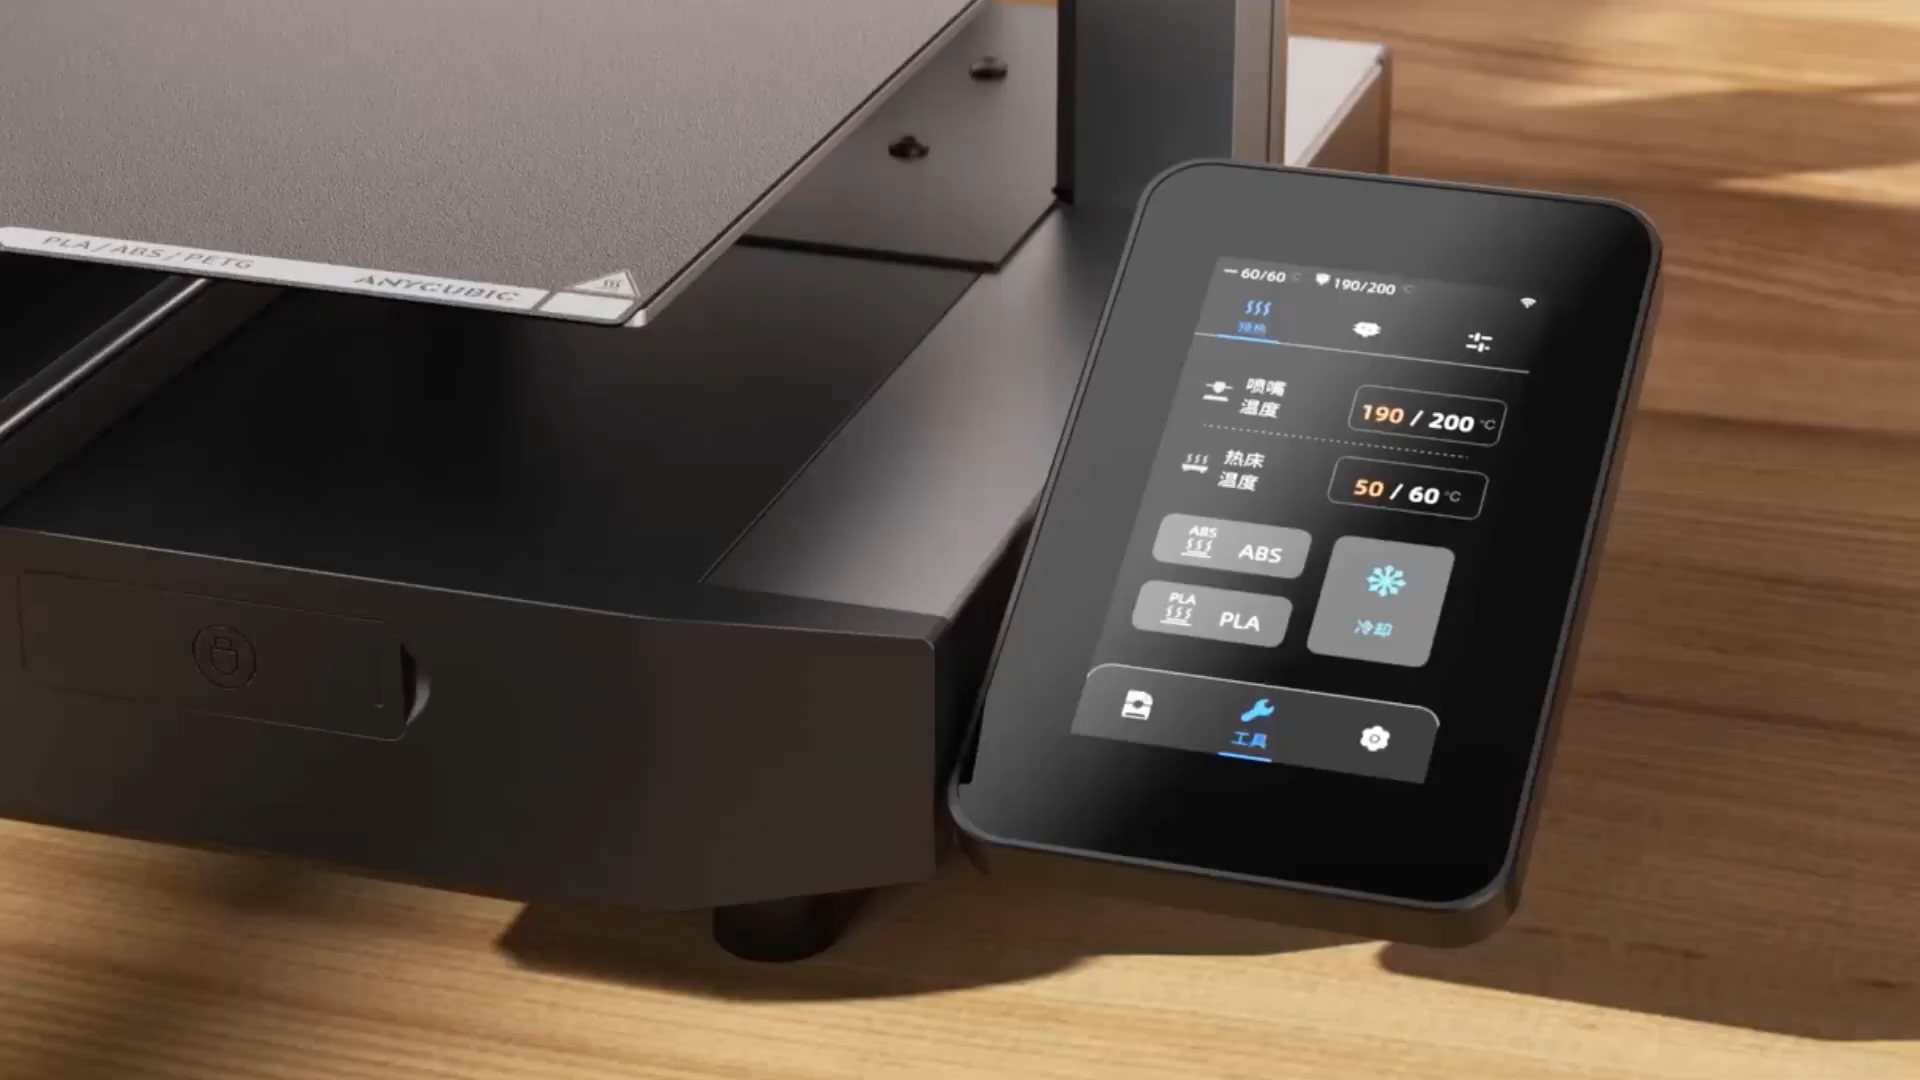 PLA/ABS/PETG
ANYCUBIC
60/60 °C 190/200 °C
预热
喷嘴
温度
190 / 200 °C
热床
温度
50 / 60 °C
ABS
ABS
PLA
PLA
冷却
工具